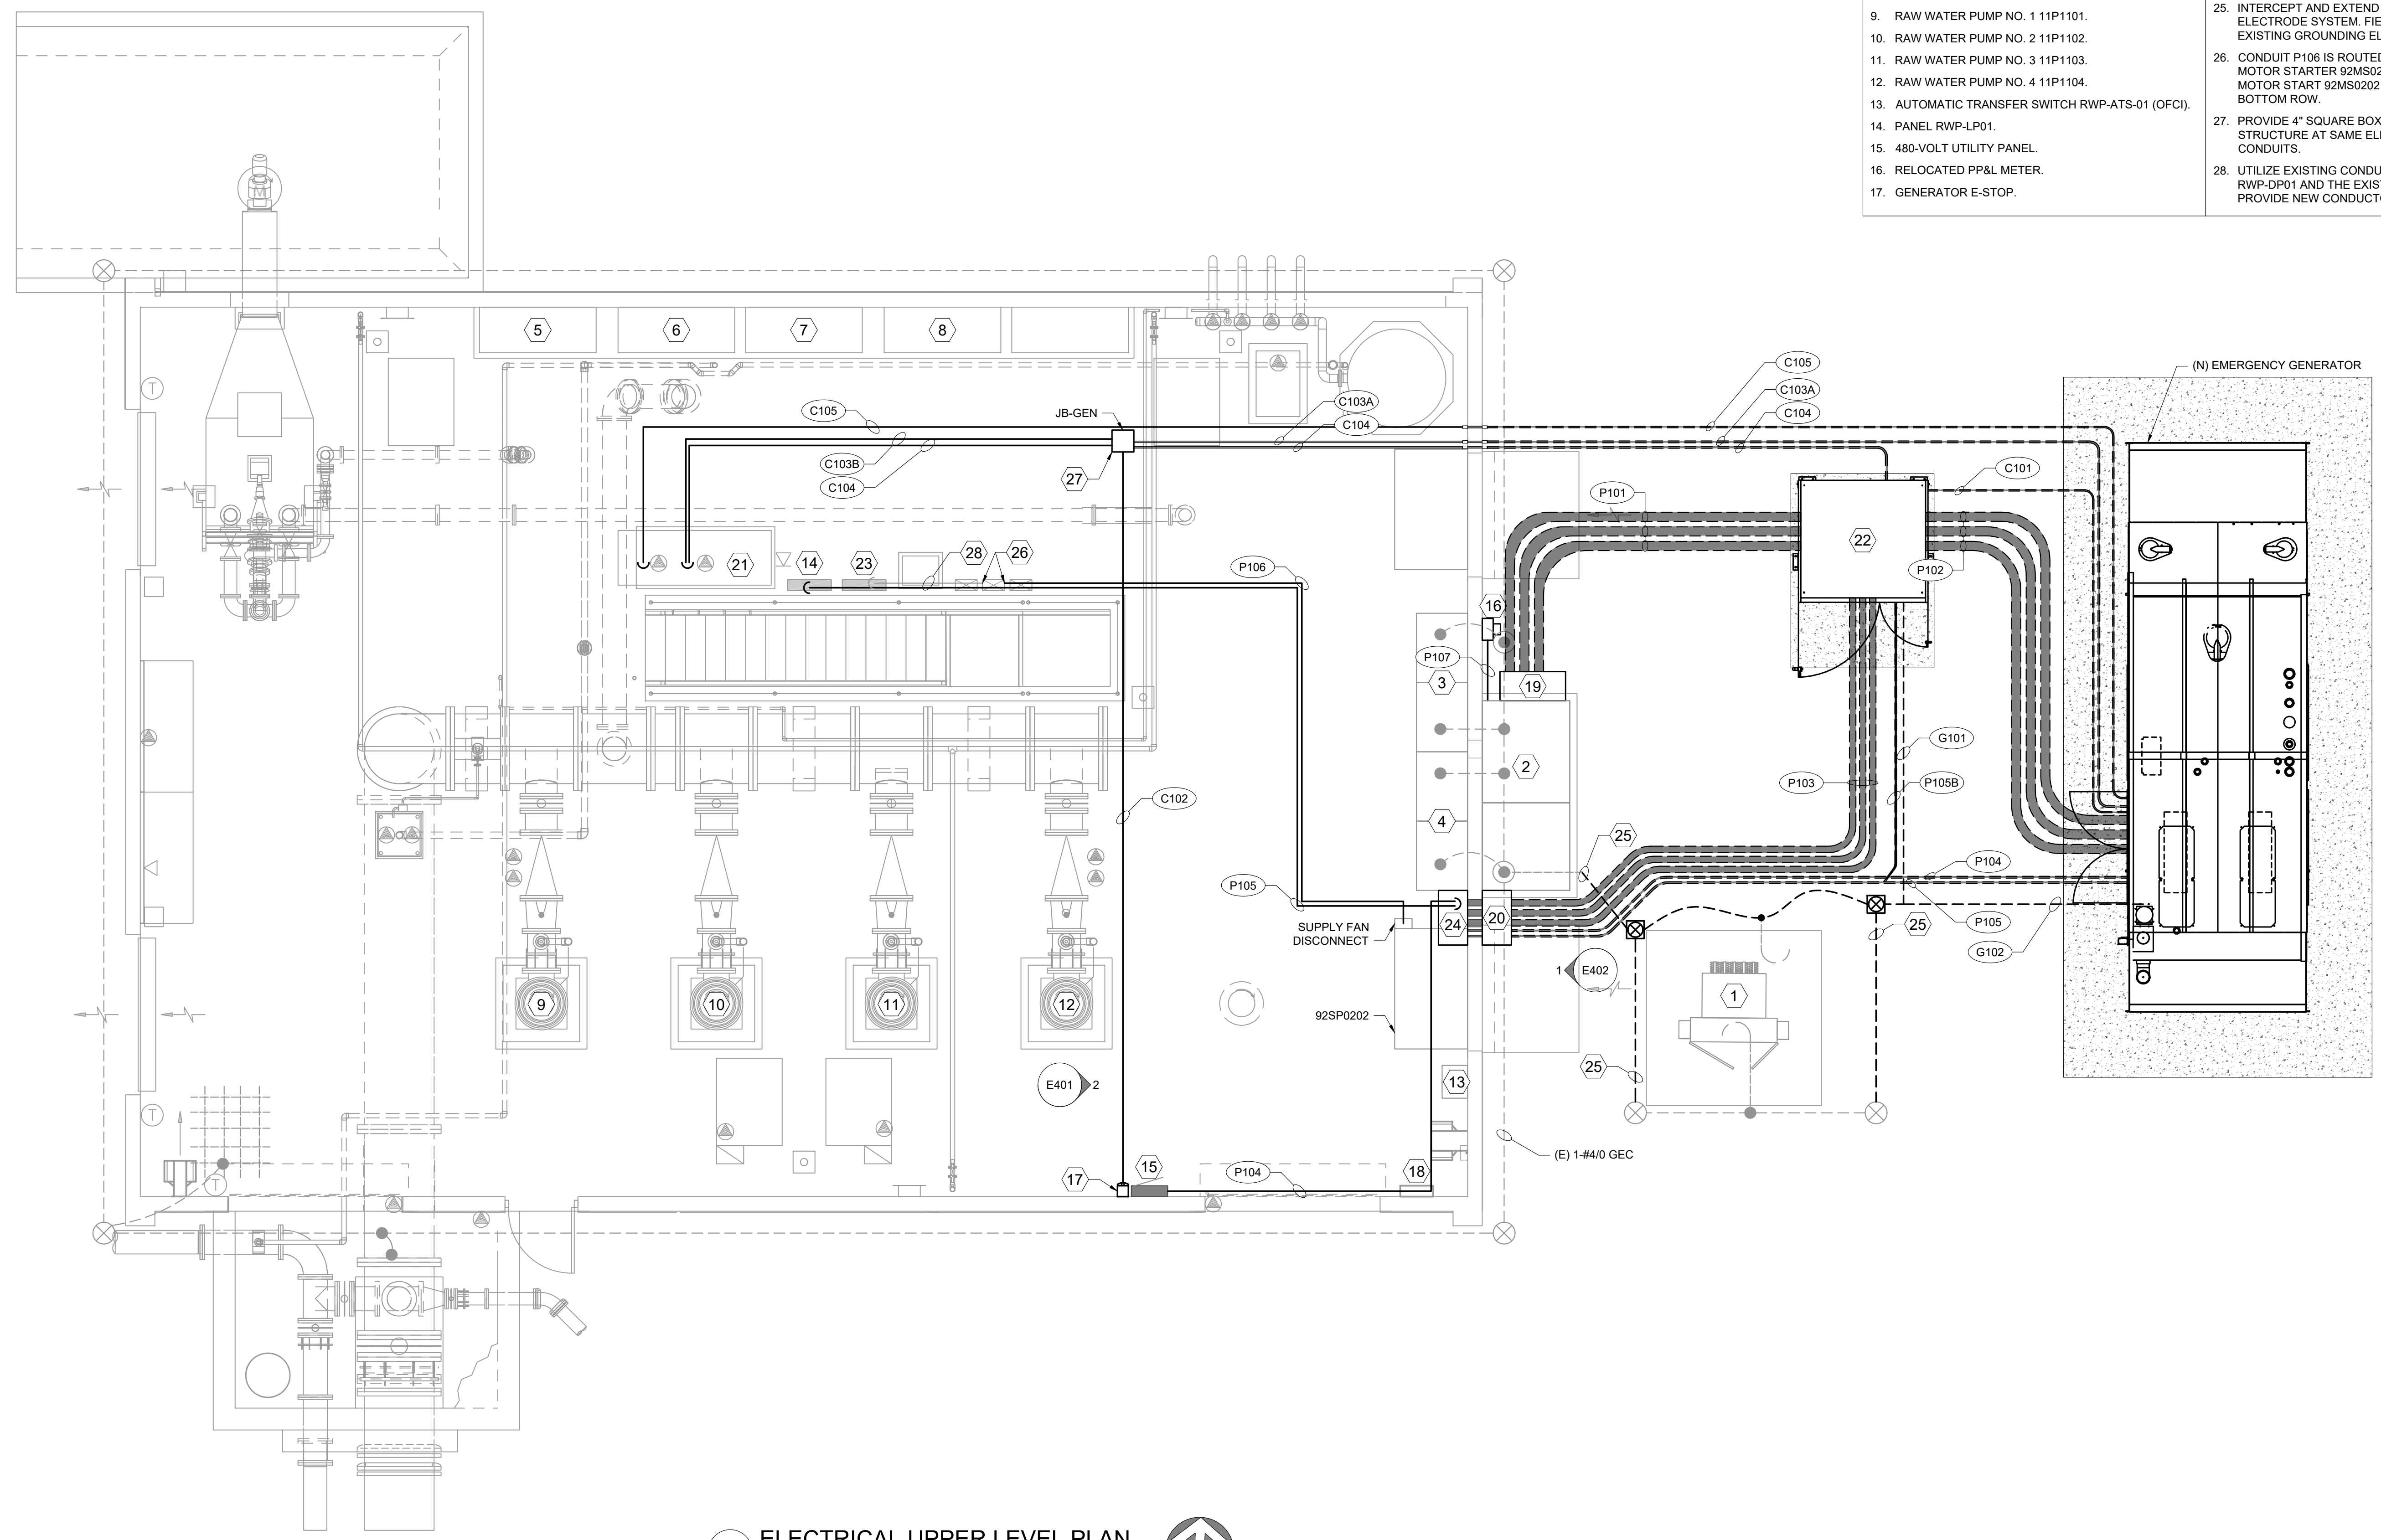 9. RAW WATER PUMP NO. 1 11P1101.
10. RAW WATER PUMP NO. 2 11P1102.
11. RAW WATER PUMP NO. 3 11P1103.
12. RAW WATER PUMP NO. 4 11P1104.
13. AUTOMATIC TRANSFER SWITCH RWP-ATS-01 (OFCI).
14. PANEL RWP-LP01.
15. 480-VOLT UTILITY PANEL.
16. RELOCATED PP&L METER.
17. GENERATOR E-STOP.
25. INTERCEPT AND EXTEND
ELECTRODE SYSTEM. FIE
EXISTING GROUNDING EL
26. CONDUIT P106 IS ROUTED
MOTOR STARTER 92MS02
MOTOR START 92MS0202
BOTTOM ROW.
27. PROVIDE 4" SQUARE BOX
STRUCTURE AT SAME EL
CONDUITS.
28. UTILIZE EXISTING CONDU
RWP-DP01 AND THE EXIS
PROVIDE NEW CONDUCT
M
5
6
7
8
T
(N) EMERGENCY GENERATOR
C105
C103A
C104
C105
JB-GEN
C103A
C104
C103B
C104
27
C101
P101
22
P102
21
14
23
28
26
P106
16
P107
3
19
2
G101
P103
P105B
C102
4
25
P104
P105
P105
24
20
SUPPLY FAN
DISCONNECT
25
G102
1
E402
9
10
11
12
1
92SP0202
E401
2
13
25
T
T
(E) 1-#4/0 GEC
17
15
P104
18
ELECTRICAL UPPER LEVEL PLAN